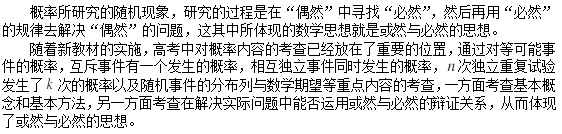 概率所研究的随机现象，研究的过程是在“偶然”中寻找“必然”，然后再用“必然”
的规律去解决“偶然”的问题，这其中所体现的数学思想就是或然与必然的思想。
随着新教材的实施，高考中对概率内容的考查已经放在了重要的位置，通过对等可能
事件的概率，互斥事件有一个发生的概率，相互独立事件同时发生的概率，n次独立重复试验
发生了k次的概率以及随机事件的分布列与数学期望等重点内容的考查，一方面考查基本概
念和基本方法，另一方面考查在解决实际问题中能否运用或然与必然的辩证关系，从而体现
了或然与必然的思想。